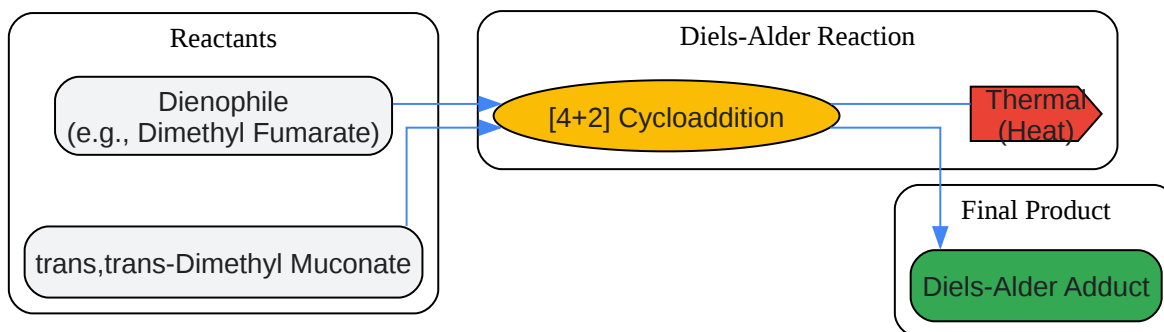 Reactants
Dienophile
(e.g., Dimethyl Fumarate)
trans,trans-Dimethyl Muconate
Diels-Alder Reaction
[4+2] Cycloaddition
Thermal
(Heat)
Final Product
Diels-Alder Adduct